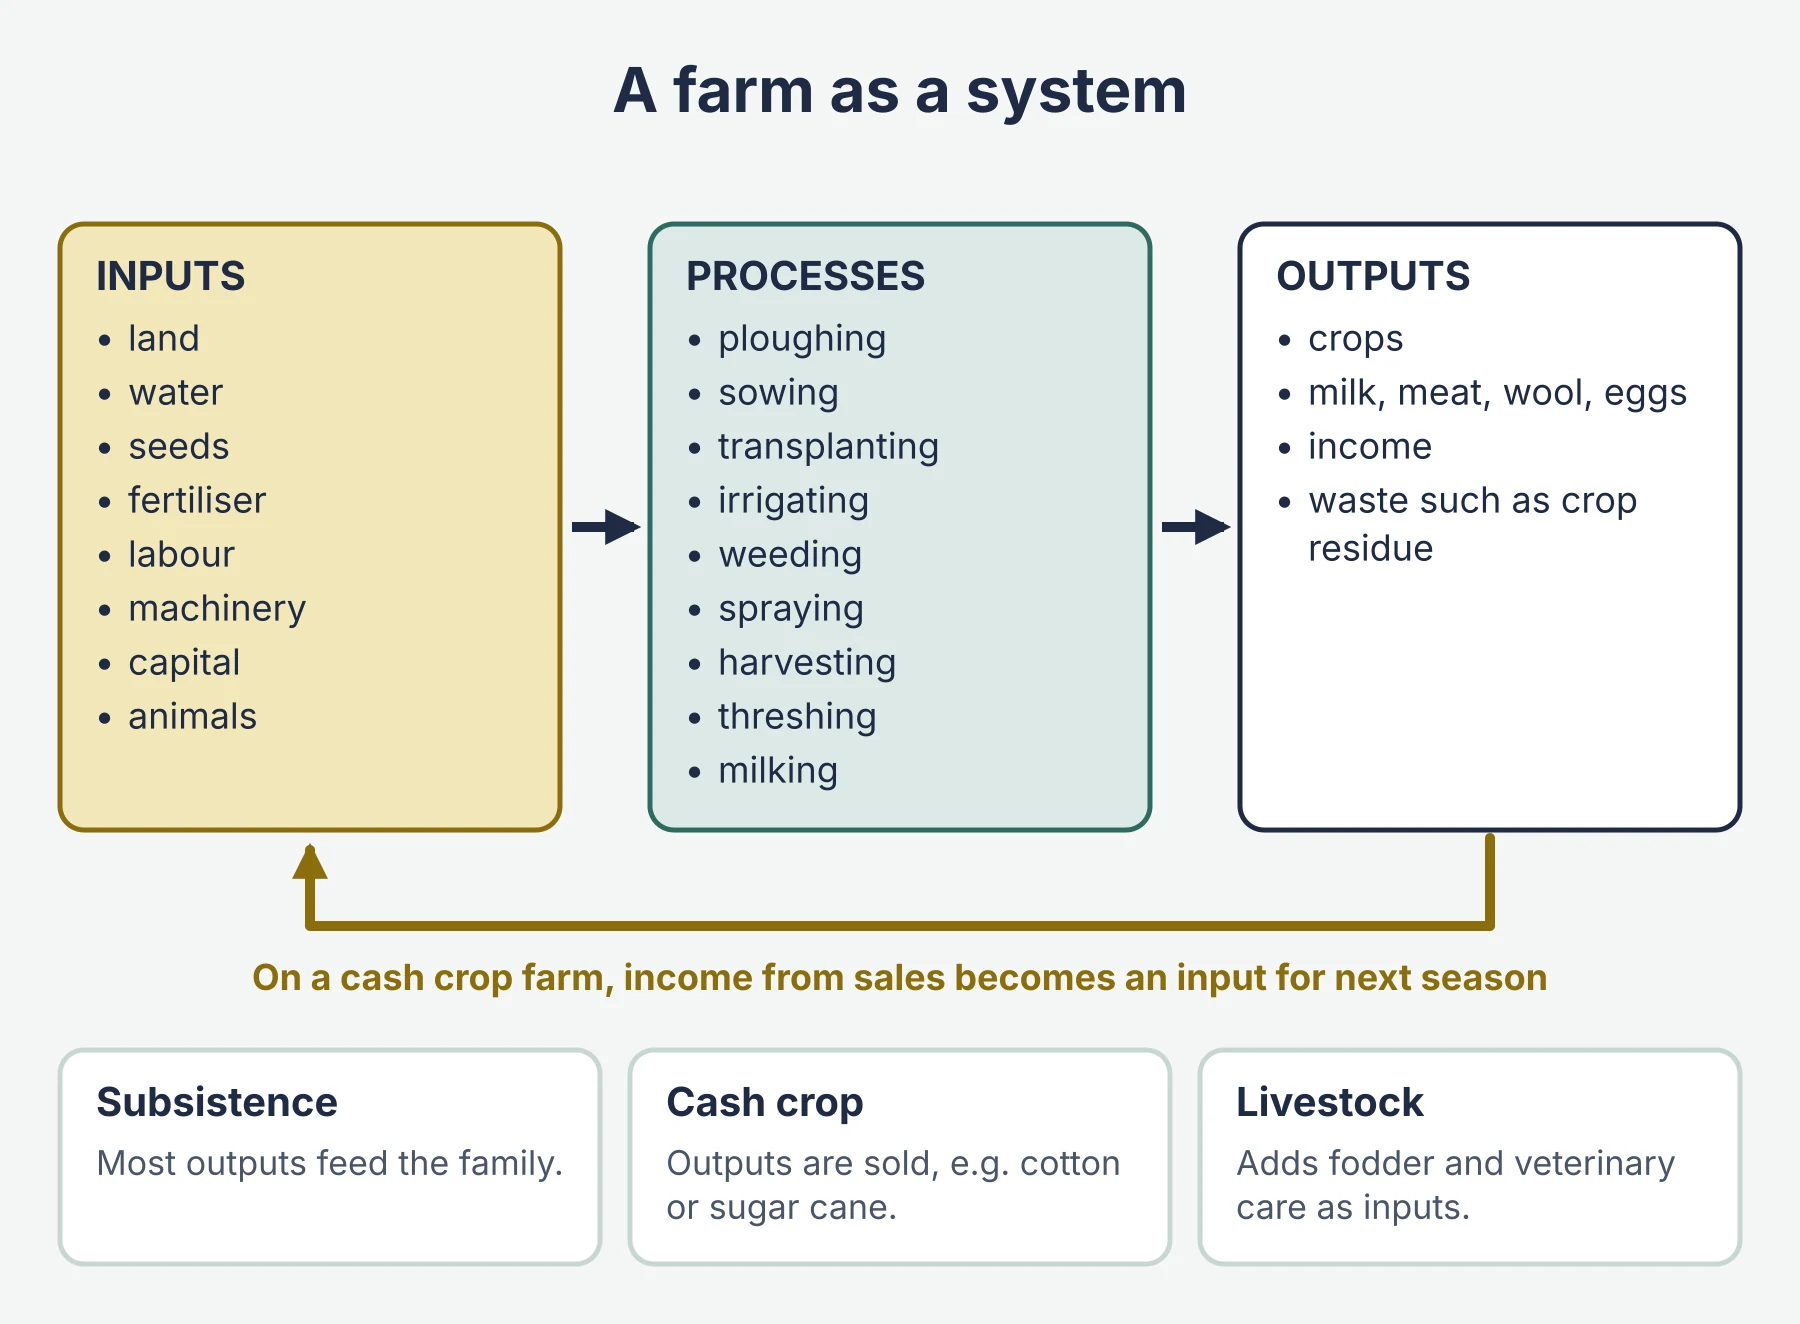 A farm as a system
INPUTS
• land
• water
• seeds
• fertiliser
• labour
• machinery
• capital
• animals
PROCESSES
• ploughing
• sowing
• transplanting
• irrigating
• weeding
• spraying
• harvesting
• threshing
• milking
OUTPUTS
• crops
• milk, meat, wool, eggs
• income
• waste such as crop
residue
On a cash crop farm, income from sales becomes an input for next season
Subsistence
Most outputs feed the family.
Cash crop
Outputs are sold, e.g. cotton
or sugar cane.
Livestock
Adds fodder and veterinary
care as inputs.